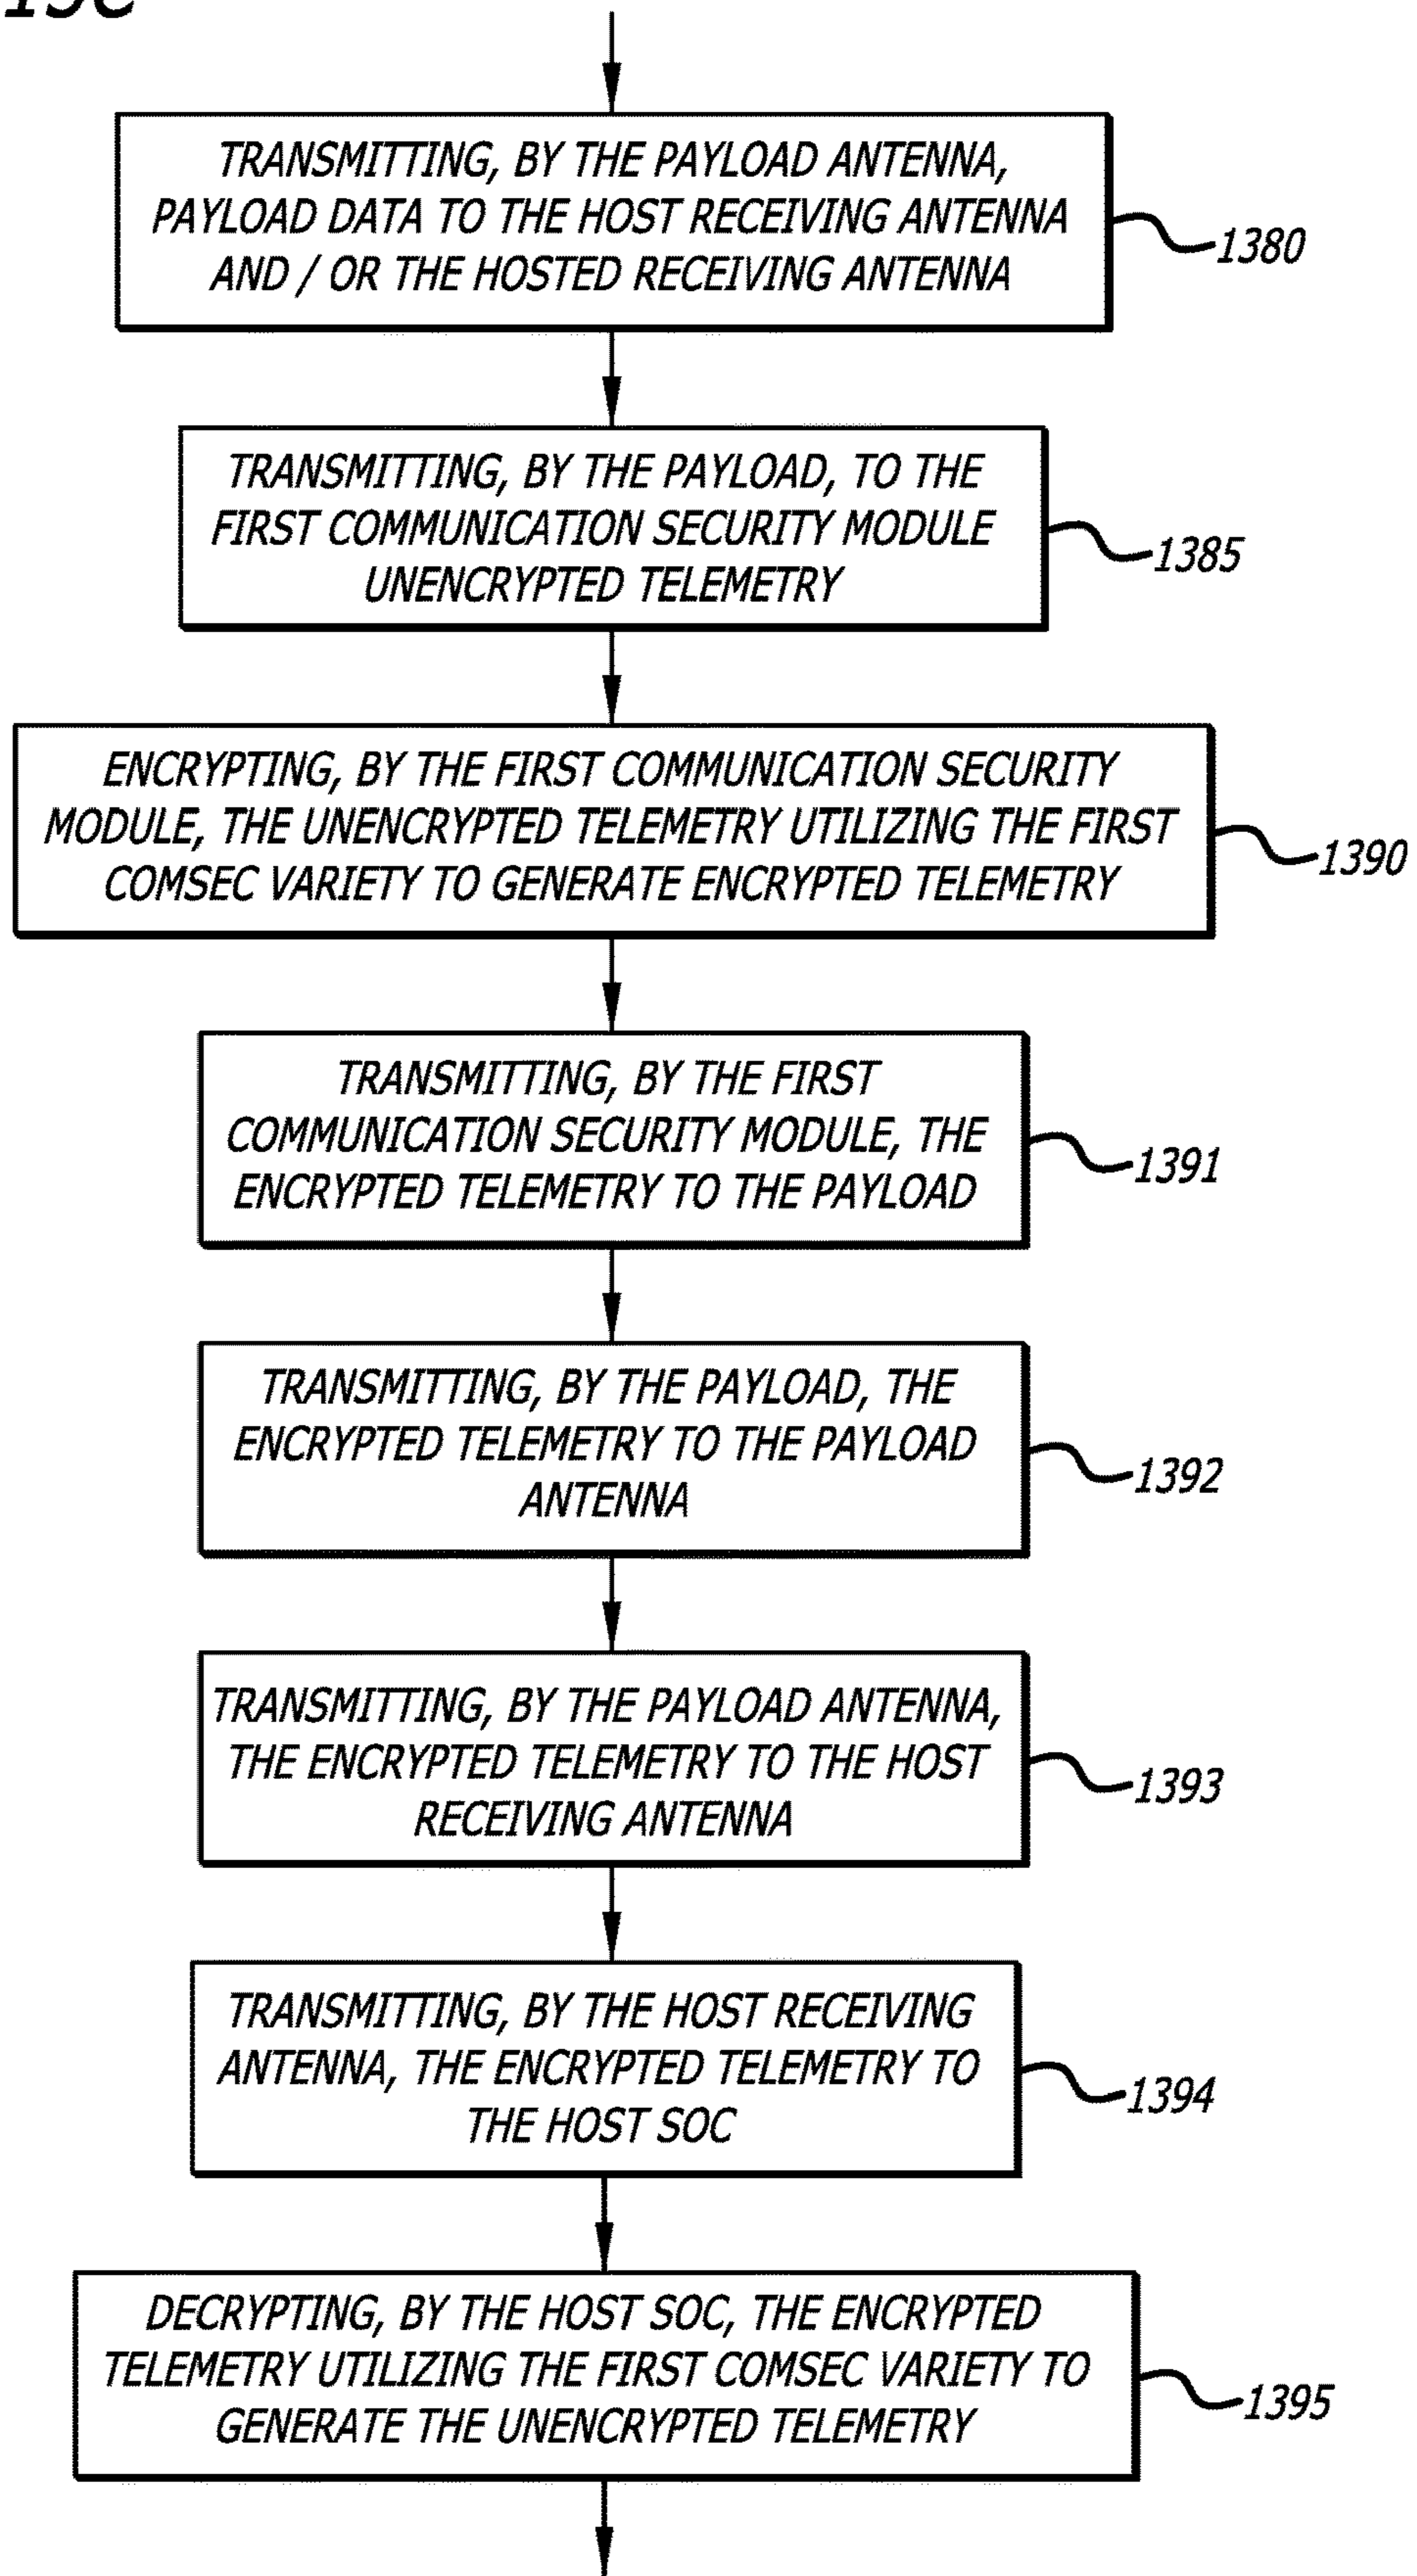 13C
TRANSMITTING, BY THE PAYLOAD ANTENNA,
PAYLOAD DATA TO THE HOST RECEIVING ANTENNA
AND / OR THE HOSTED RECEIVING ANTENNA
1380
TRANSMITTING, BY THE PAYLOAD, TO THE
FIRST COMMUNICATION SECURITY MODULE
UNENCRYPTED TELEMETRY
1385
ENCRYPTING, BY THE FIRST COMMUNICATION SECURITY
MODULE, THE UNENCRYPTED TELEMETRY UTILIZING THE FIRST
COMSEC VARIETY TO GENERATE ENCRYPTED TELEMETRY
1390
TRANSMITTING, BY THE FIRST
COMMUNICATION SECURITY MODULE, THE
ENCRYPTED TELEMETRY TO THE PAYLOAD
1391
TRANSMITTING, BY THE PAYLOAD, THE
ENCRYPTED TELEMETRY TO THE PAYLOAD
ANTENNA
1392
TRANSMITTING, BY THE PAYLOAD ANTENNA,
THE ENCRYPTED TELEMETRY TO THE HOST
RECEIVING ANTENNA
1393
TRANSMITTING, BY THE HOST RECEIVING
ANTENNA, THE ENCRYPTED TELEMETRY TO
THE HOST SOC
1394
DECRYPTING, BY THE HOST SOC, THE ENCRYPTED
TELEMETRY UTILIZING THE FIRST COMSEC VARIETY TO
GENERATE THE UNENCRYPTED TELEMETRY
1395